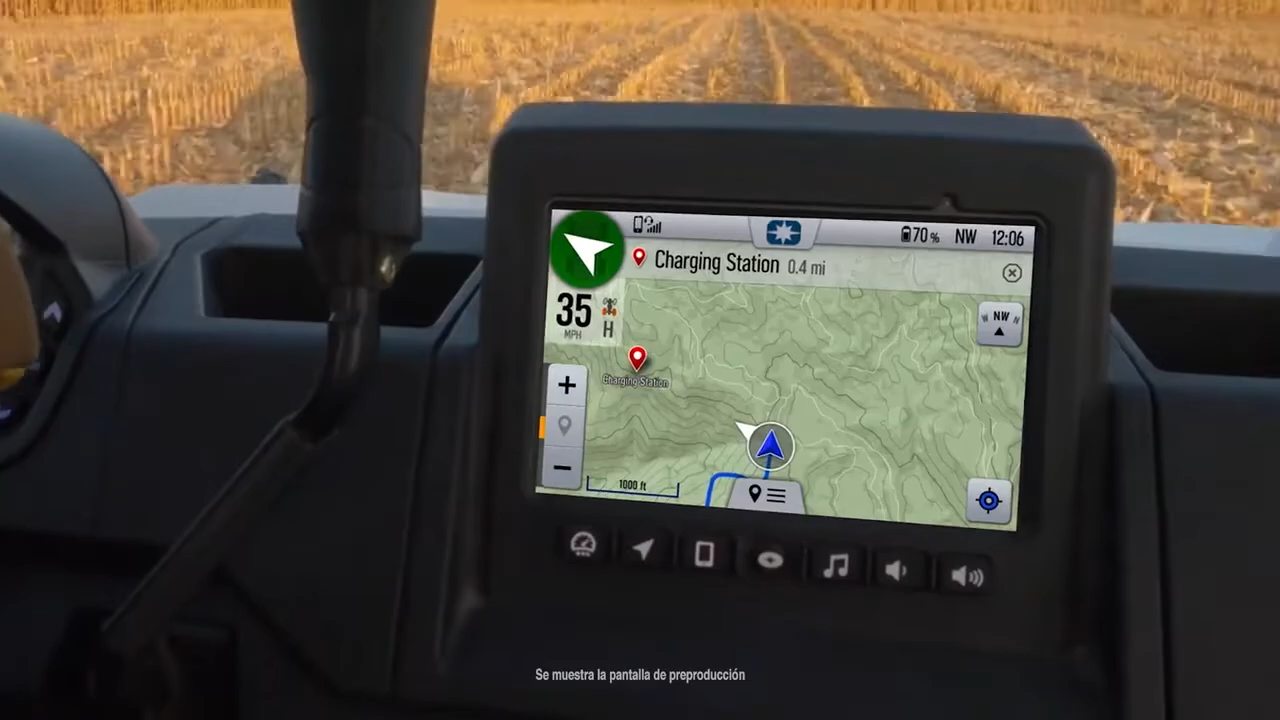 70 % NW 12:06
Charging Station 0.4 mi
35
MPH
H
W NW N
Charging Station
1000 ft
Se muestra la pantalla de preproducción